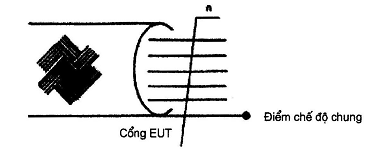 n
Điểm chế độ chung
Cổng EUT